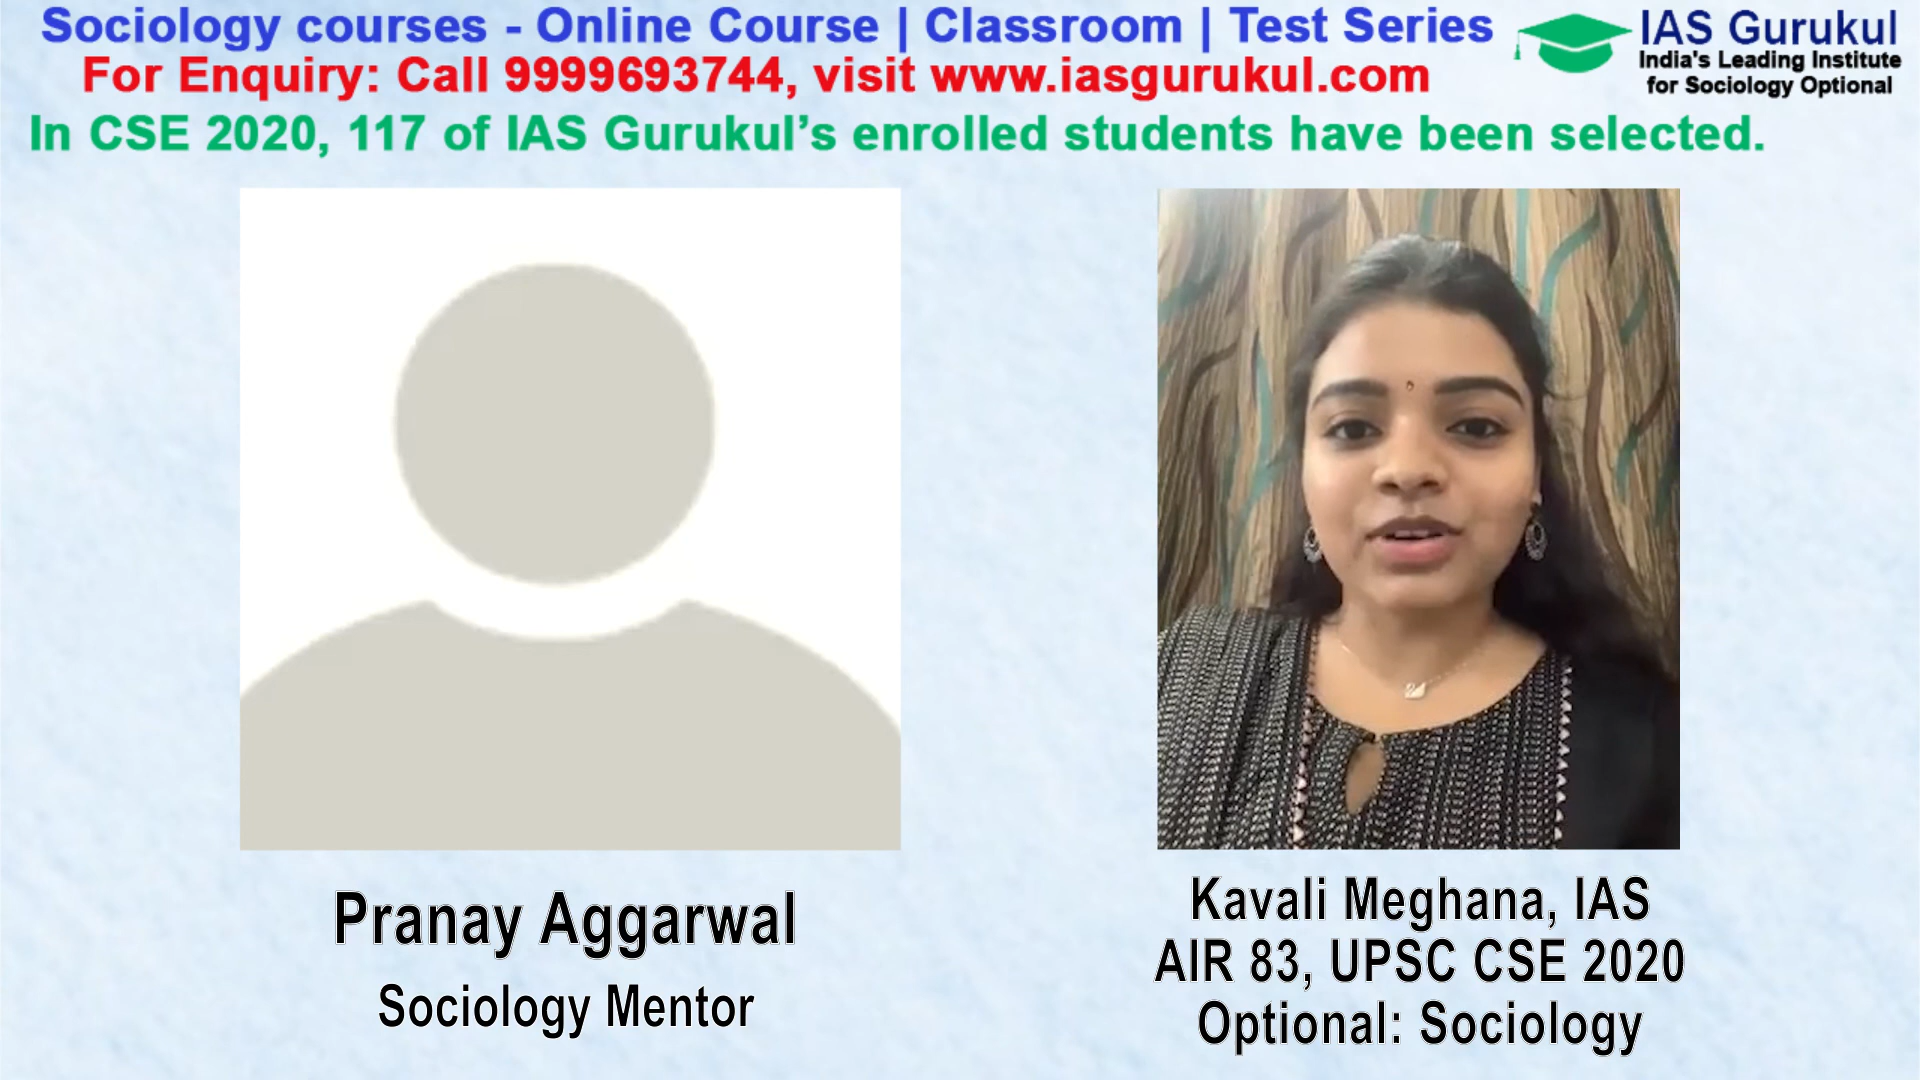 Sociology courses - Online Course | Classroom | Test Series
For Enquiry: Call 9999693744, visit www.iasgurukul.com
IAS Gurukul
India's Leading Institute
for Sociology Optional
In CSE 2020, 117 of IAS Gurukul’s enrolled students have been selected.
Pranay Aggarwal
Sociology Mentor
Kavali Meghana, IAS
AIR 83, UPSC CSE 2020
Optional: Sociology